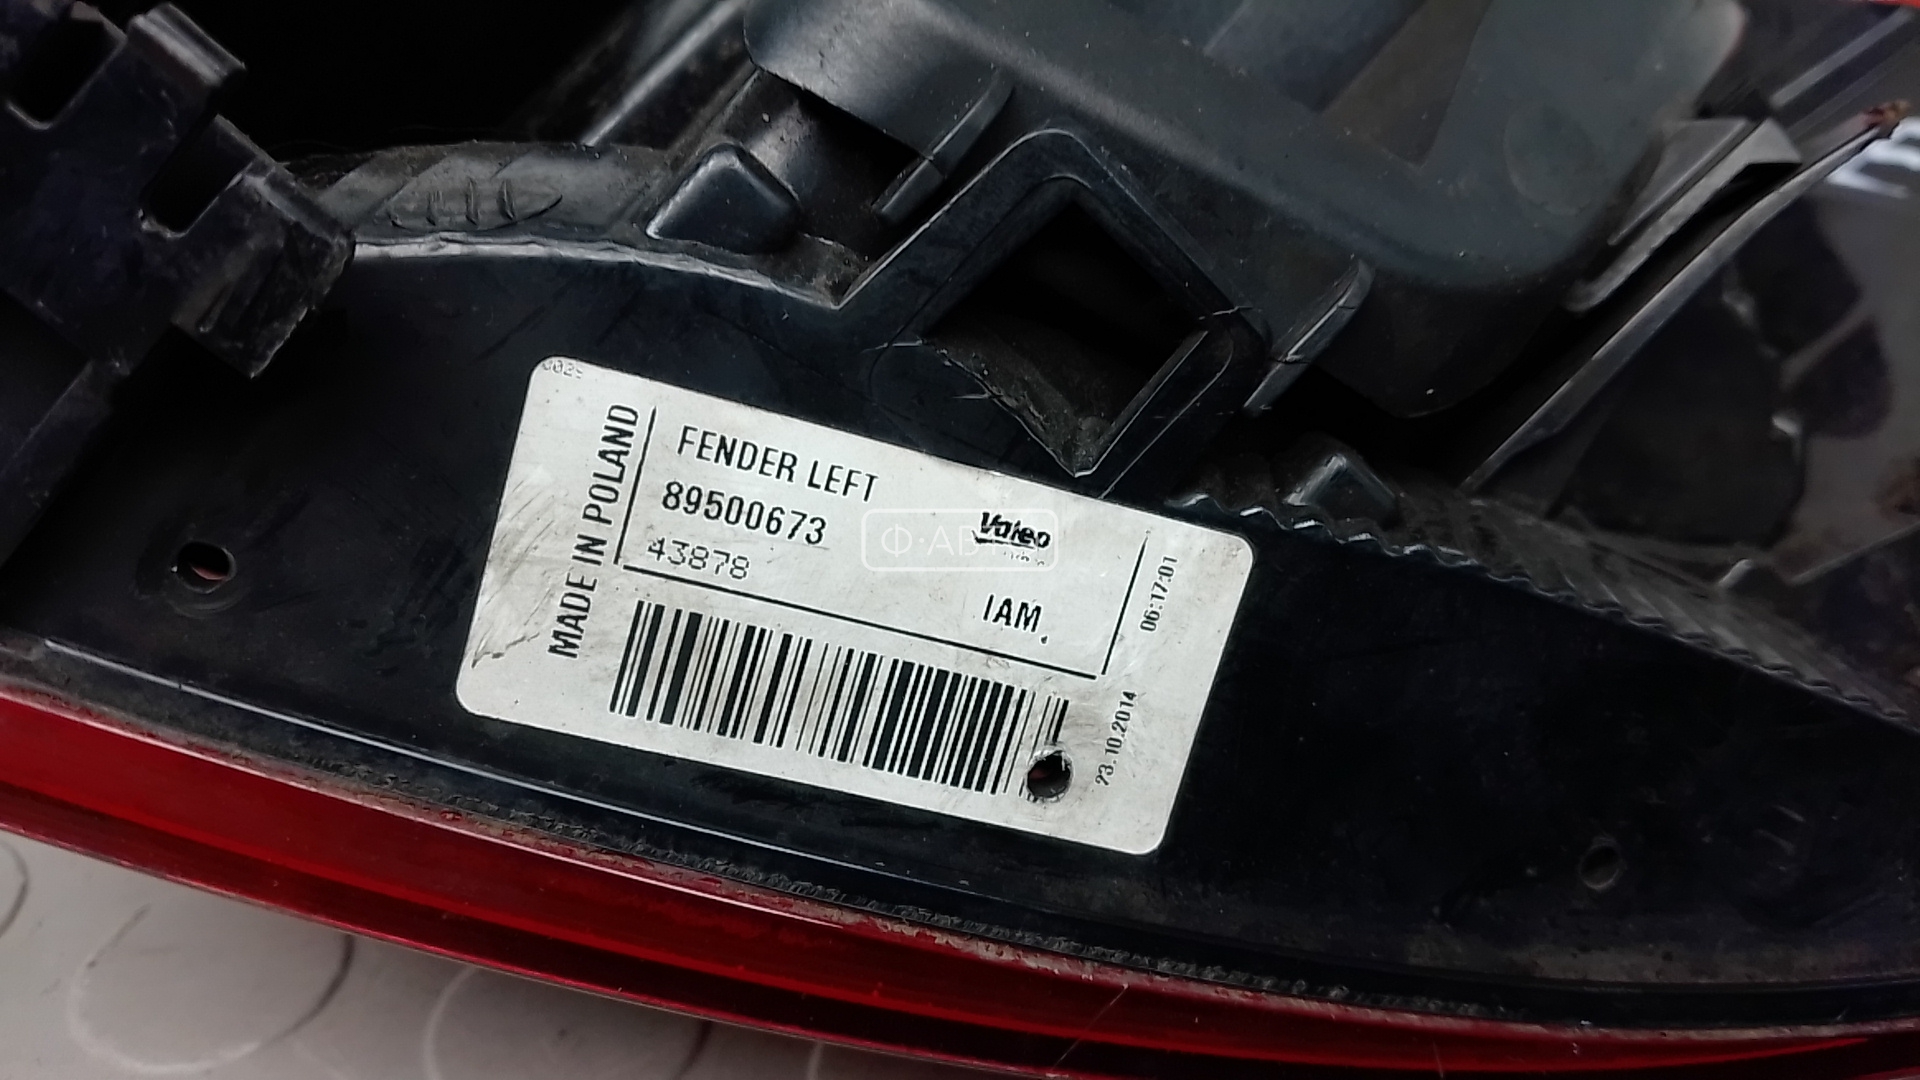 MADE IN POLAND
FENDER LEFT
89500673
43878
Valeo
IAM
06:17:01
23.10.2014